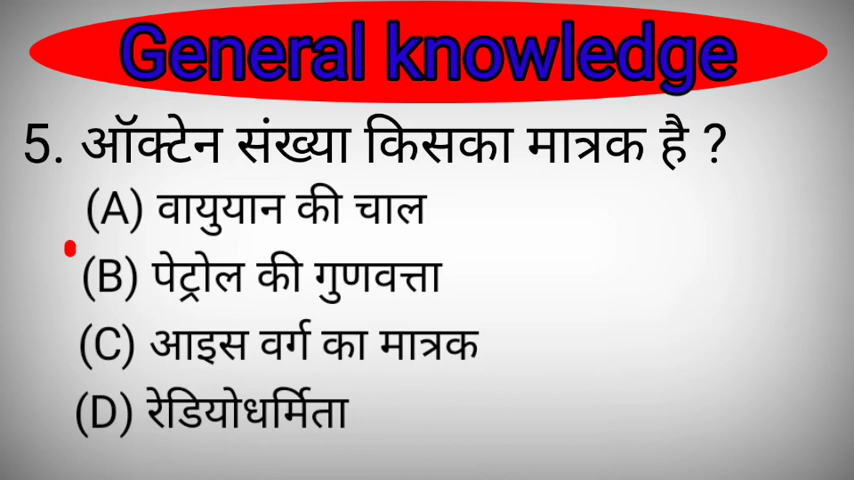 General knowledge
5. ऑक्टेन संख्या किसका मात्रक है ?
(A) वायुयान की चाल
(B) पेट्रोल की गुणवत्ता
(C) आइस वर्ग का मात्रक
(D) रेडियोधर्मिता